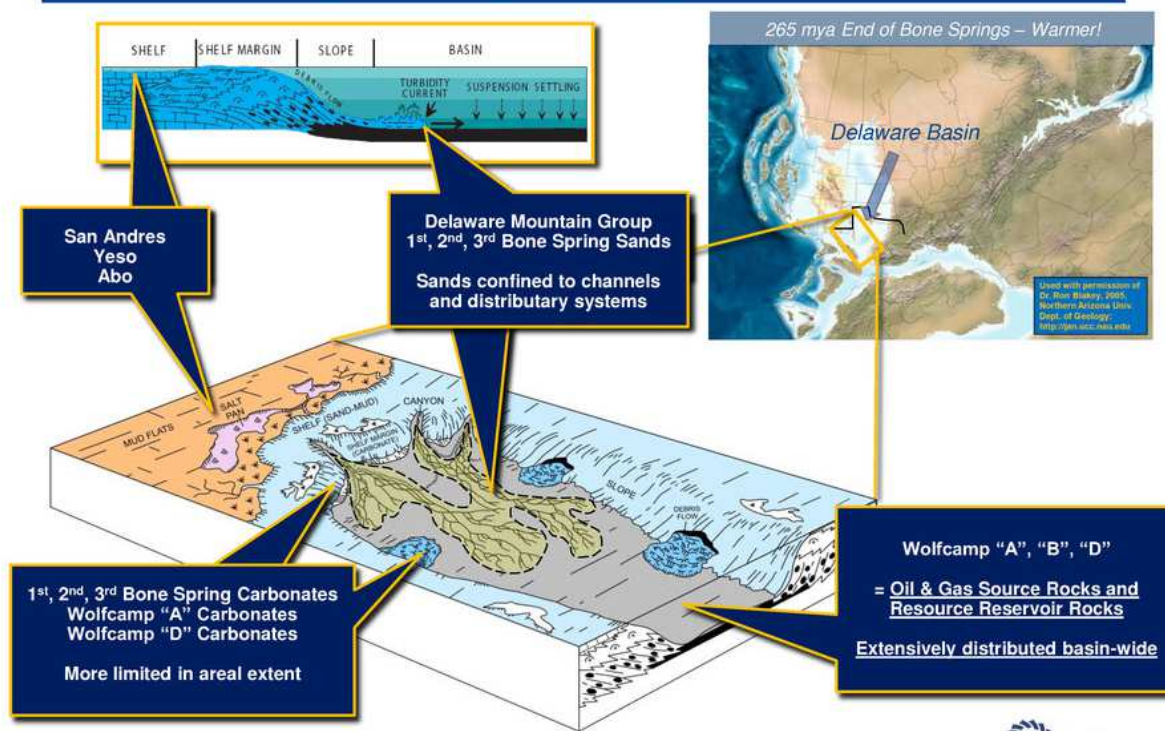 SHELF
SHELF MARGIN
SLOPE
BASIN
DEBRIS FLOW
TURBIDITY
CURRENT
SUSPENSION SETTLING
265 mya End of Bone Springs – Warmer!
Delaware Basin
Used with permission of
Dr. Ron Blakey, 2005,
Northern Arizona Univ.
Dept. of Geology:
http://jan.ucc.nau.edu
San Andres
Yeso
Abo
Delaware Mountain Group
1st, 2nd, 3rd Bone Spring Sands
Sands confined to channels
and distributary systems
MUD FLATS
SALT
PAN
SHELF (SAND-MUD)
SHELF MARGIN
(CARBONATE)
CANYON
SLOPE
DEBRIS
FLOW
1st, 2nd, 3rd Bone Spring Carbonates
Wolfcamp “A” Carbonates
Wolfcamp “D” Carbonates
More limited in areal extent
Wolfcamp “A”, “B”, “D”
= Oil & Gas Source Rocks and
Resource Reservoir Rocks
Extensively distributed basin-wide